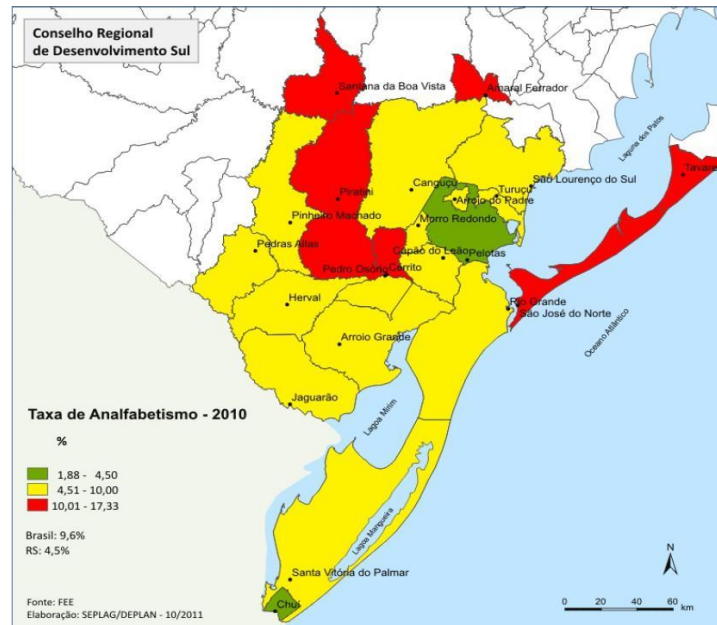 Conselho Regional
de Desenvolvimento Sul
Santana da Boa Vista
Amaral Ferrador
Laguna dos Patos
Tavare
Canguçu
São Lourenço do Sul
Turuçu
Arroio do Padre
Piratini
Pinheiro Machado
Morro Redondo
Pedras Altas
Capão do Leão
Pelotas
Pedro Osório
Cerrito
Herval
Rio Grande
São José do Norte
Oceano Atlântico
Arroio Grande
Jaguarão
Lagoa Mirim
Lagoa Mangueira
Santa Vitória do Palmar
Chuí
Taxa de Analfabetismo - 2010
%
1,88 - 4,50
4,51 - 10,00
10,01 - 17,33
Brasil: 9,6%
RS: 4,5%
Fonte: FEE
Elaboração: SEPLAG/DEPLAN - 10/2011
N
0 20 40 60
km